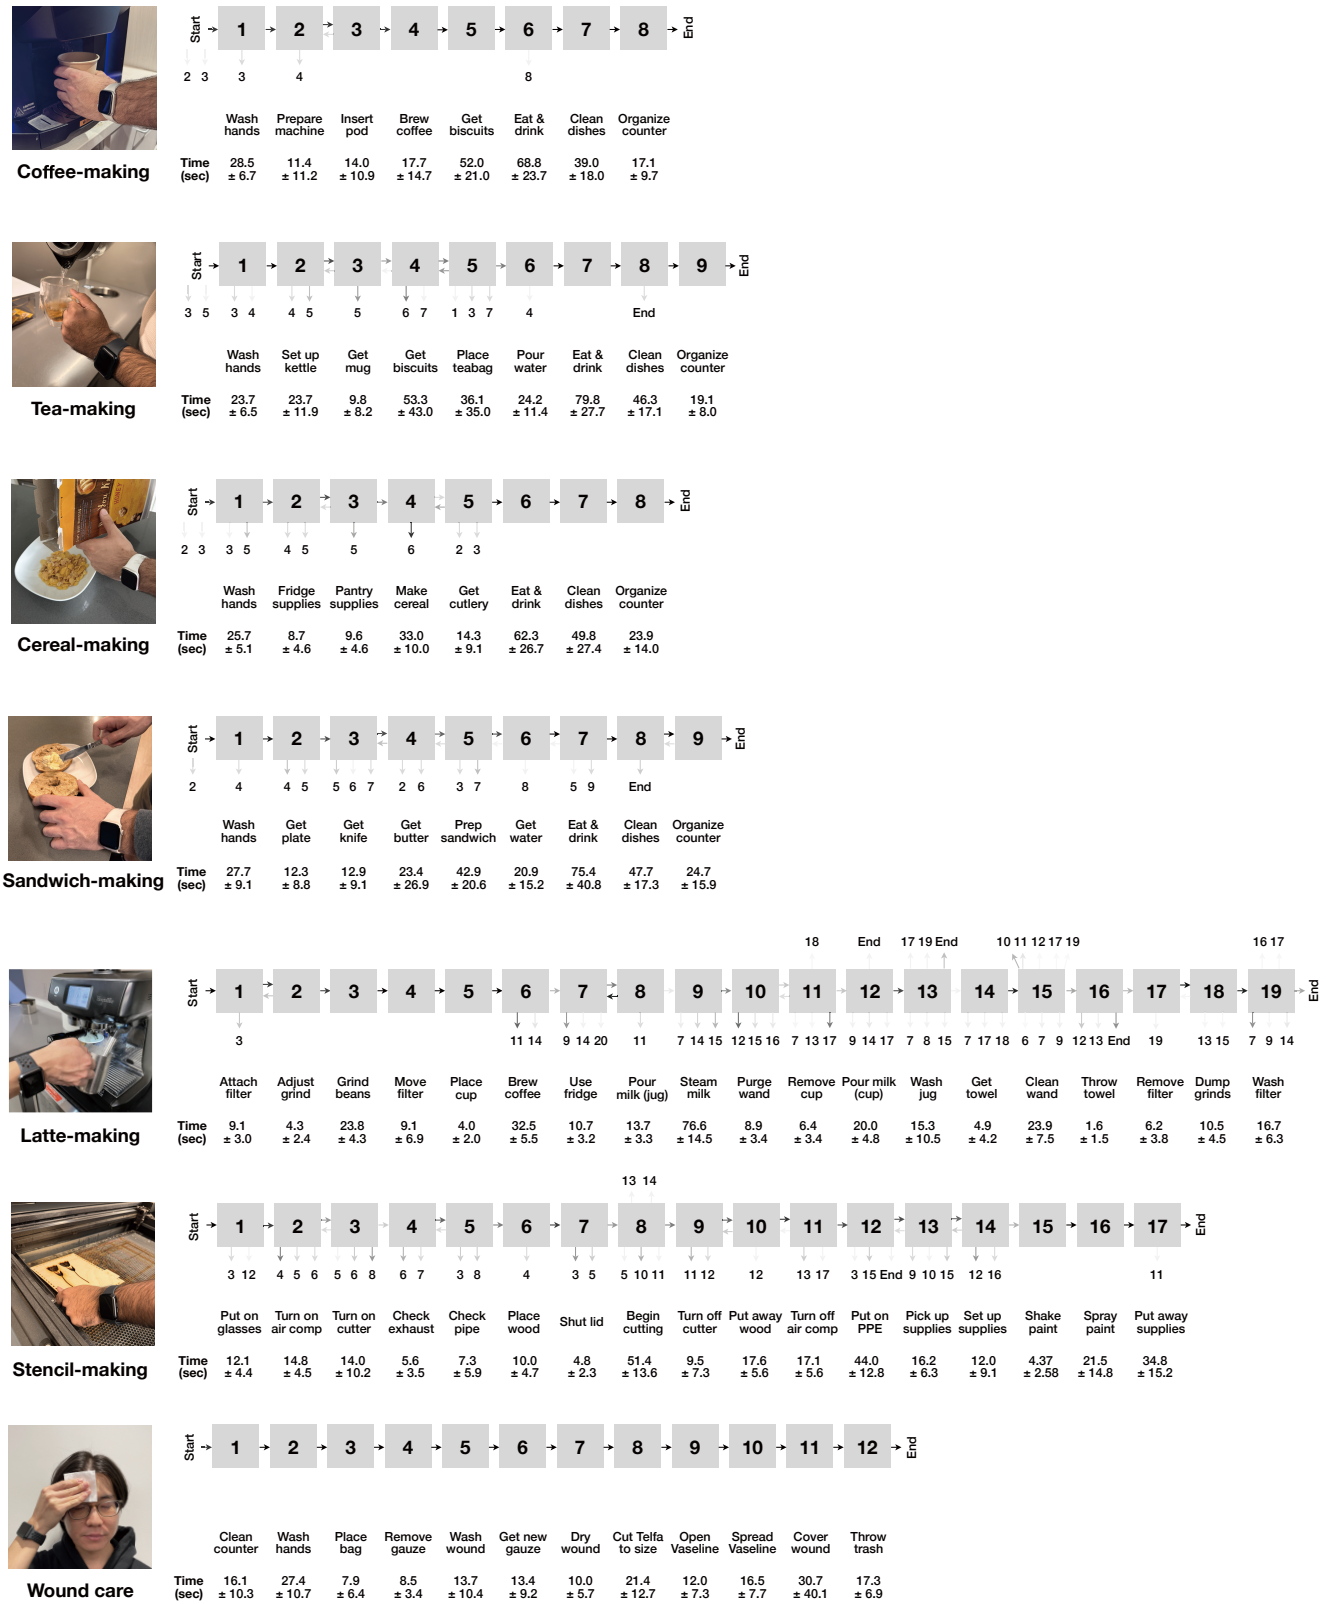 Start 1 2 3 4 5 6 7 8 End
2 3 3 4 8
Wash hands Prepare machine Insert pod Brew coffee Get biscuits Eat & drink Clean dishes Organize counter
Coffee-making
Time (sec) 28.5 ± 6.7 11.4 ± 11.2 14.0 ± 10.9 17.7 ± 14.7 52.0 ± 21.0 68.8 ± 23.7 39.0 ± 18.0 17.1 ± 9.7
Start 1 2 3 4 5 6 7 8 9 End
3 5 3 4 4 5 5 6 7 1 3 7 4 End
Wash hands Set up kettle Get mug Get biscuits Place teabag Pour water Eat & drink Clean dishes Organize counter
Tea-making
Time (sec) 23.7 ± 6.5 23.7 ± 11.9 9.8 ± 8.2 53.3 ± 43.0 36.1 ± 35.0 24.2 ± 11.4 79.8 ± 27.7 46.3 ± 17.1 19.1 ± 8.0
Start 1 2 3 4 5 6 7 8 End
2 3 3 5 4 5 5 6 2 3
Wash hands Fridge supplies Pantry supplies Make cereal Get cutlery Eat & drink Clean dishes Organize counter
Cereal-making
Time (sec) 25.7 ± 5.1 8.7 ± 4.6 9.6 ± 4.6 33.0 ± 10.0 14.3 ± 9.1 62.3 ± 26.7 49.8 ± 27.4 23.9 ± 14.0
Start 1 2 3 4 5 6 7 8 9 End
2 4 4 5 5 6 7 2 6 3 7 8 5 9 End
Wash hands Get plate Get knife Get butter Prep sandwich Get water Eat & drink Clean dishes Organize counter
Sandwich-making
Time (sec) 27.7 ± 9.1 12.3 ± 8.8 12.9 ± 9.1 23.4 ± 26.9 42.9 ± 20.6 20.9 ± 15.2 75.4 ± 40.8 47.7 ± 17.3 24.7 ± 15.9
18 End 17 19 End 10 11 12 17 19 16 17
Start 1 2 3 4 5 6 7 8 9 10 11 12 13 14 15 16 17 18 19 End
3 11 14 9 14 20 11 7 14 15 12 15 16 7 13 17 9 14 17 7 8 15 7 17 18 6 7 9 12 13 End 19 13 15 7 9 14
Attach filter Adjust grind Grind beans Move filter Place cup Brew coffee Use fridge Pour milk (jug) Steam milk Purge wand Remove cup Pour milk (cup) Wash jug Get towel Clean wand Throw towel Remove filter Dump grinds Wash filter
Latte-making
Time (sec) 9.1 ± 3.0 4.3 ± 2.4 23.8 ± 4.3 9.1 ± 6.9 4.0 ± 2.0 32.5 ± 5.5 10.7 ± 3.2 13.7 ± 3.3 76.6 ± 14.5 8.9 ± 3.4 6.4 ± 3.4 20.0 ± 4.8 15.3 ± 10.5 4.9 ± 4.2 23.9 ± 7.5 1.6 ± 1.5 6.2 ± 3.8 10.5 ± 4.5 16.7 ± 6.3
13 14
Start 1 2 3 4 5 6 7 8 9 10 11 12 13 14 15 16 17 End
3 12 4 5 6 5 6 8 6 7 3 8 4 3 5 5 10 11 11 12 12 13 17 3 15 End 9 10 15 12 16 11
Put on glasses Turn on air comp Turn on cutter Check exhaust Check pipe Place wood Shut lid Begin cutting Turn off cutter Put away wood Turn off air comp Put on PPE Pick up supplies Set up supplies Shake paint Spray paint Put away supplies
Stencil-making
Time (sec) 12.1 ± 4.4 14.8 ± 4.5 14.0 ± 10.2 5.6 ± 3.5 7.3 ± 5.9 10.0 ± 4.7 4.8 ± 2.3 51.4 ± 13.6 9.5 ± 7.3 17.6 ± 5.6 17.1 ± 5.6 44.0 ± 12.8 16.2 ± 6.3 12.0 ± 9.1 4.37 ± 2.58 21.5 ± 14.8 34.8 ± 15.2
Start 1 2 3 4 5 6 7 8 9 10 11 12 End
Clean counter Wash hands Place bag Remove gauze Wash wound Get new gauze Dry wound Cut Telfa to size Open Vaseline Spread Vaseline Cover wound Throw trash
Wound care
Time (sec) 16.1 ± 10.3 27.4 ± 10.7 7.9 ± 6.4 8.5 ± 3.4 13.7 ± 10.4 13.4 ± 9.2 10.0 ± 5.7 21.4 ± 12.7 12.0 ± 7.3 16.5 ± 7.7 30.7 ± 40.1 17.3 ± 6.9